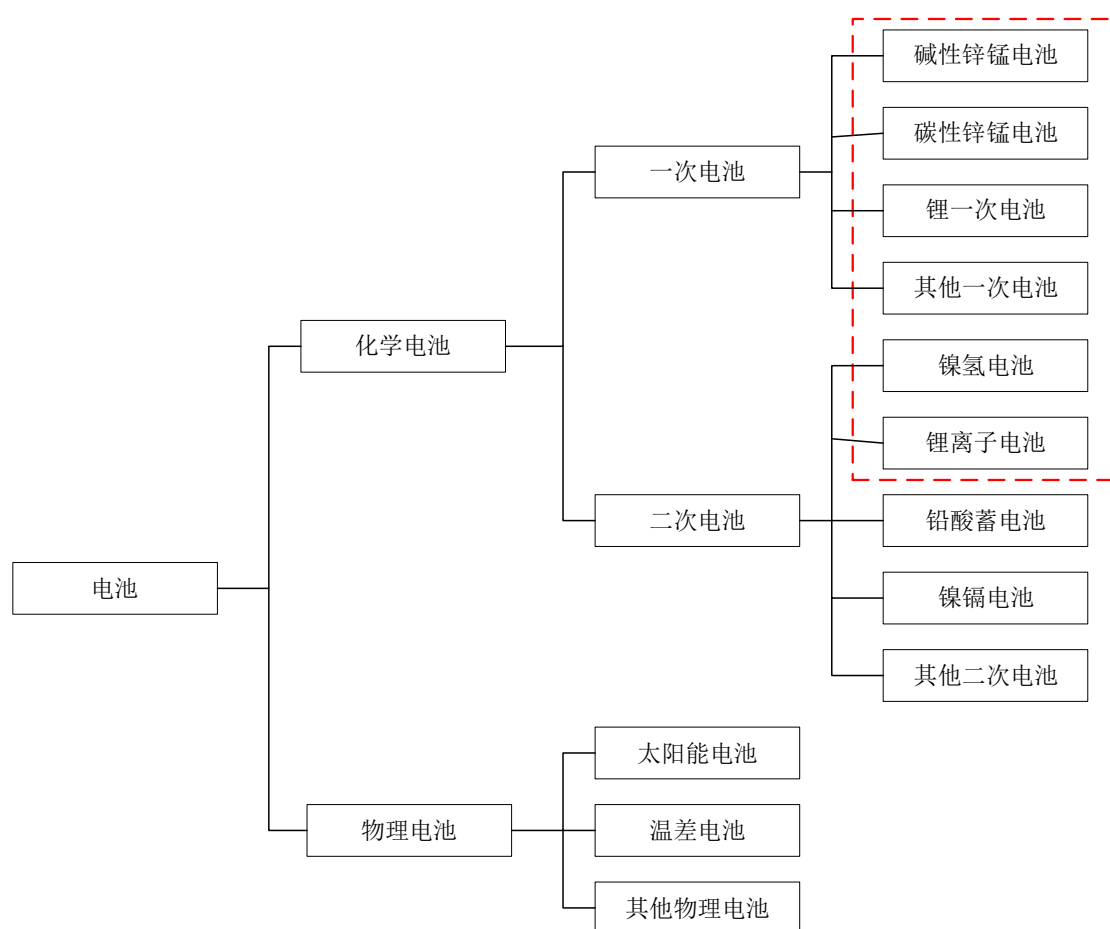 碱性锌锰电池
碳性锌锰电池
一次电池
锂一次电池
其他一次电池
化学电池
镍氢电池
锂离子电池
二次电池
铅酸蓄电池
电池
镍镉电池
其他二次电池
太阳能电池
物理电池
温差电池
其他物理电池